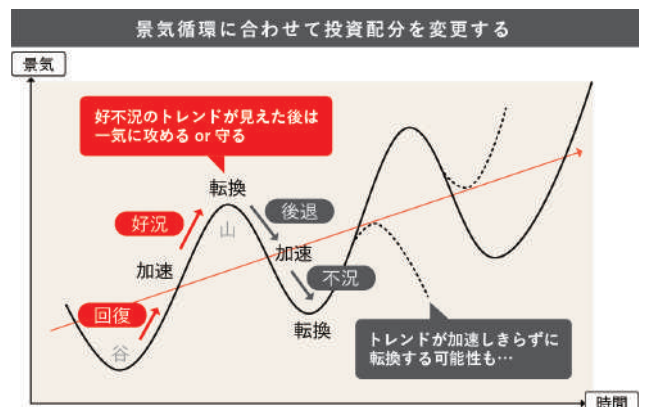 景気循環に合わせて投資配分を変更する
景気
好不況のトレンドが見えた後は
一気に攻める or 守る
転換
山
好況
後退
加速
加速
不況
回復
転換
谷
トレンドが加速しきらずに
転換する可能性も…
時間